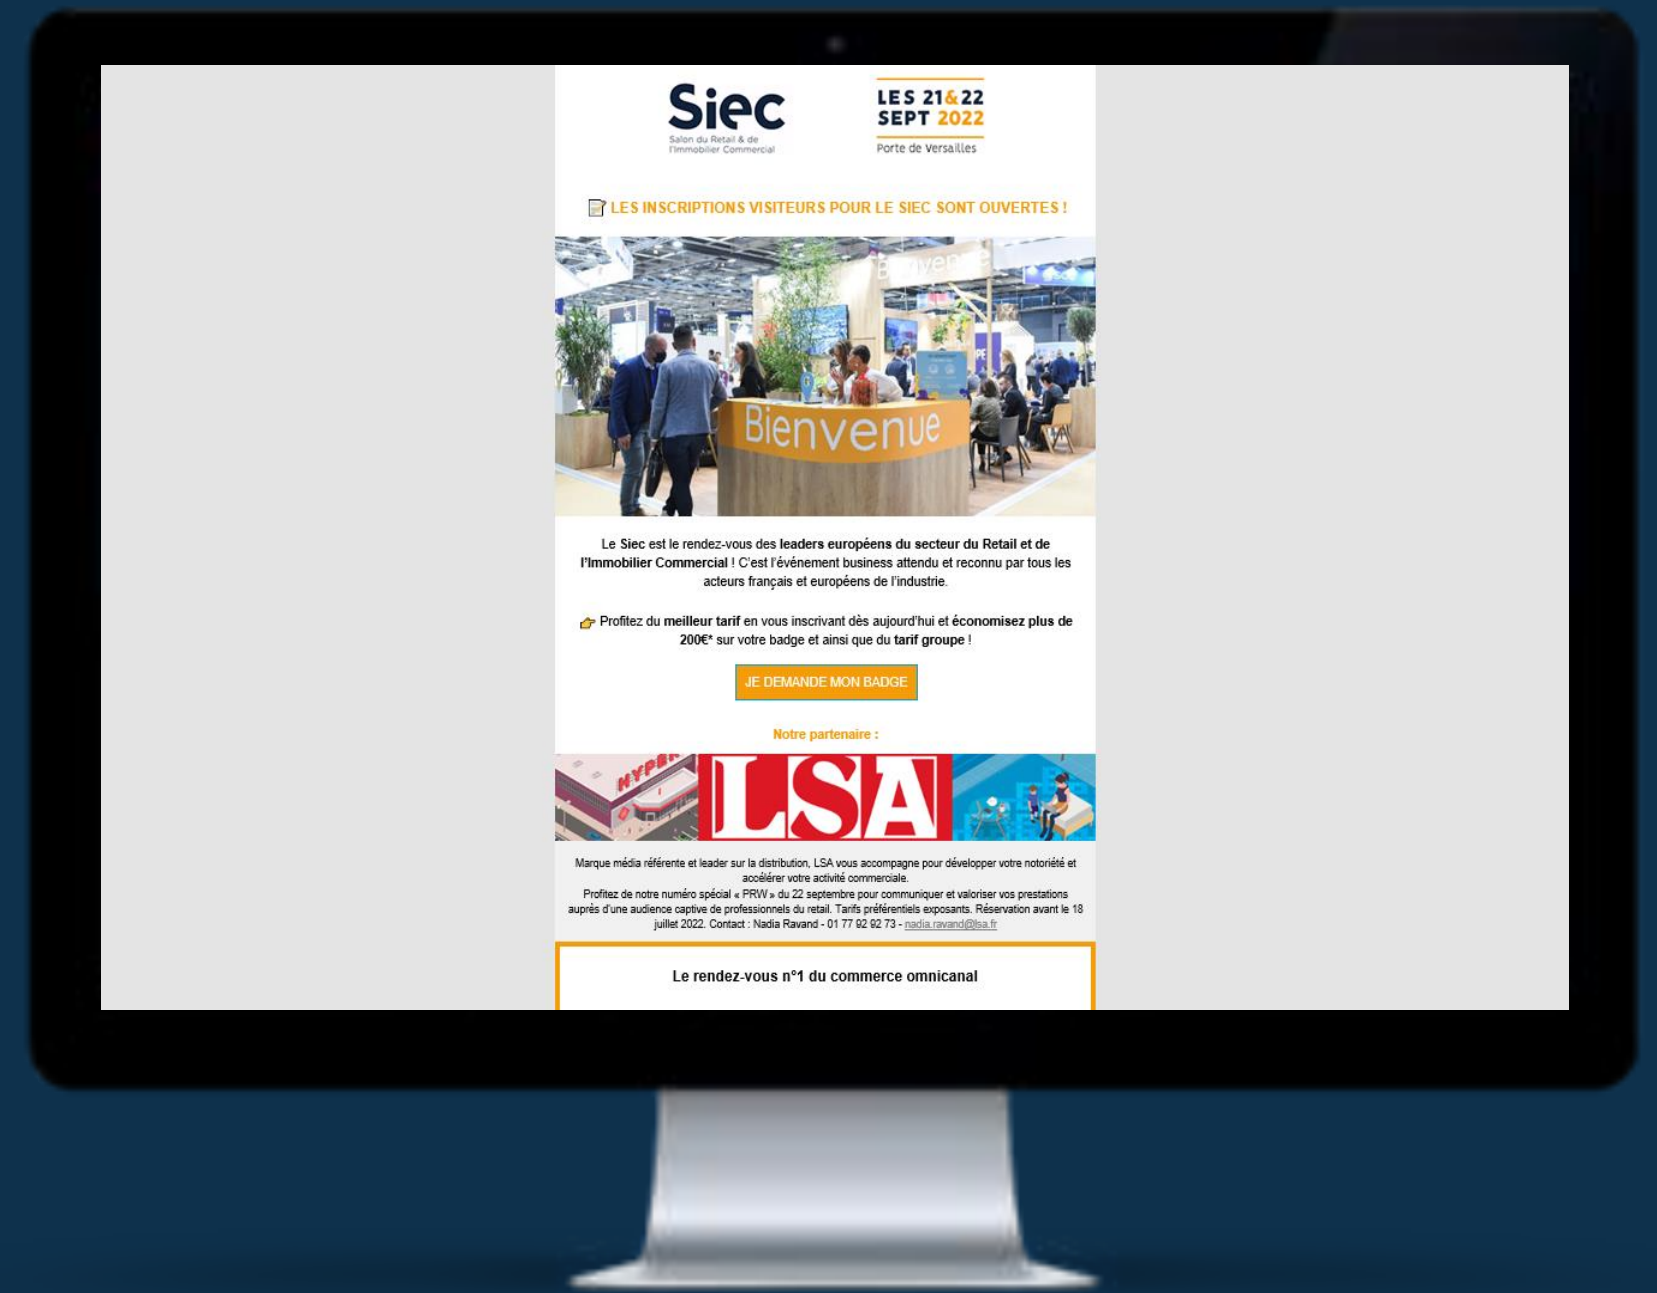 Siec
Salon du Retail & de
l'Immobilier Commercial
LES 21&22
SEPT 2022
Porte de Versailles
LES INSCRIPTIONS VISITEURS POUR LE SIEC SONT OUVERTES !
Bienvenue
Bienvenue
Le Siec est le rendez-vous des leaders européens du secteur du Retail et de
l'Immobilier Commercial ! C'est l'événement business attendu et reconnu par tous les
acteurs français et européens de l'industrie.
Profitez du meilleur tarif en vous inscrivant dès aujourd'hui et économisez plus de
200€* sur votre badge et ainsi que du tarif groupe !
JE DEMANDE MON BADGE
Notre partenaire :
HYPER
LSA
Marque média référente et leader sur la distribution, LSA vous accompagne pour développer votre notoriété et
accélérer votre activité commerciale.
Profitez de notre numéro spécial « PRW » du 22 septembre pour communiquer et valoriser vos prestations
auprès d'une audience captive de professionnels du retail. Tarifs préférentiels exposants. Réservation avant le 18
juillet 2022. Contact : Nadia Ravand - 01 77 92 92 73 - nadia.ravand@lsa.fr
Le rendez-vous n°1 du commerce omnicanal